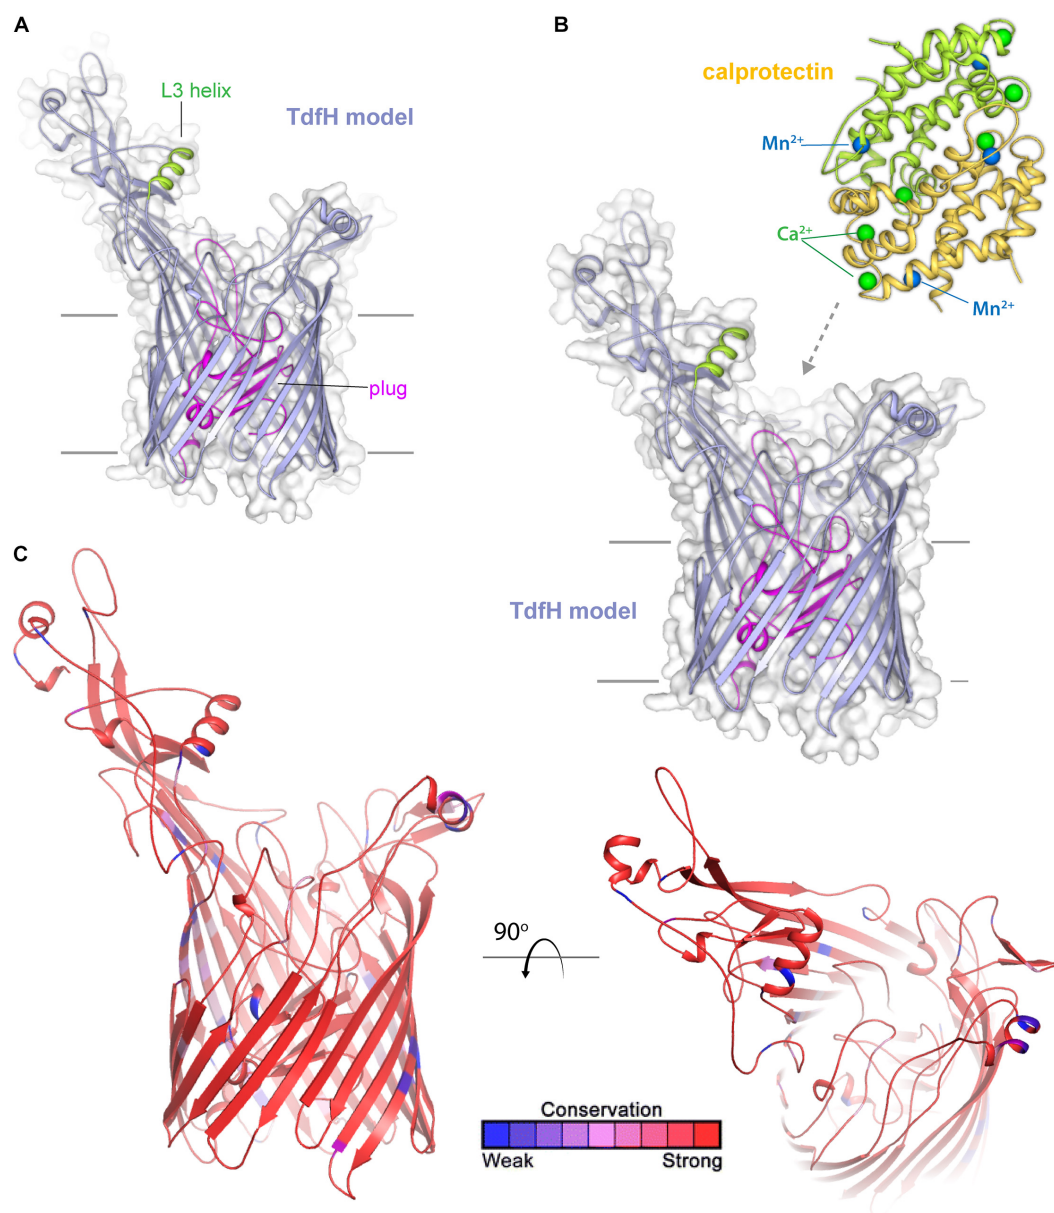 A
L3 helix
TdfH model
plug
B
calprotectin
Mn²⁺
Ca²⁺
Mn²⁺
TdfH model
C
90°
Conservation
Weak Strong